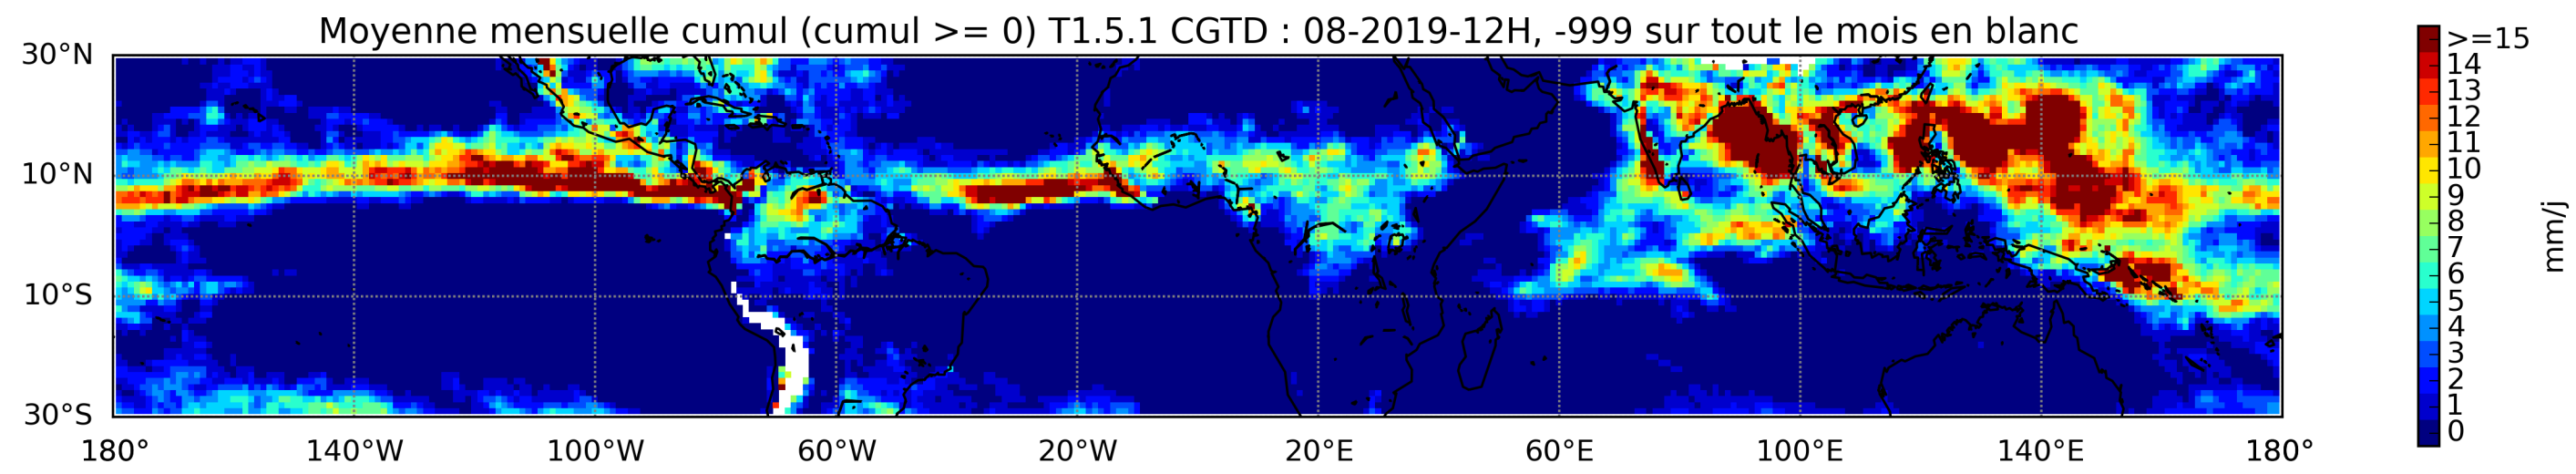 Moyenne mensuelle cumul (cumul >= 0) T1.5.1 CGTD : 08-2019-12H, -999 sur tout le mois en blanc
30°N
10°N
10°S
30°S
180° 140°W 100°W 60°W 20°W 20°E 60°E 100°E 140°E 180°
>=15
14
13
12
11
10
9
8
7
6
5
4
3
2
1
0
mm/j